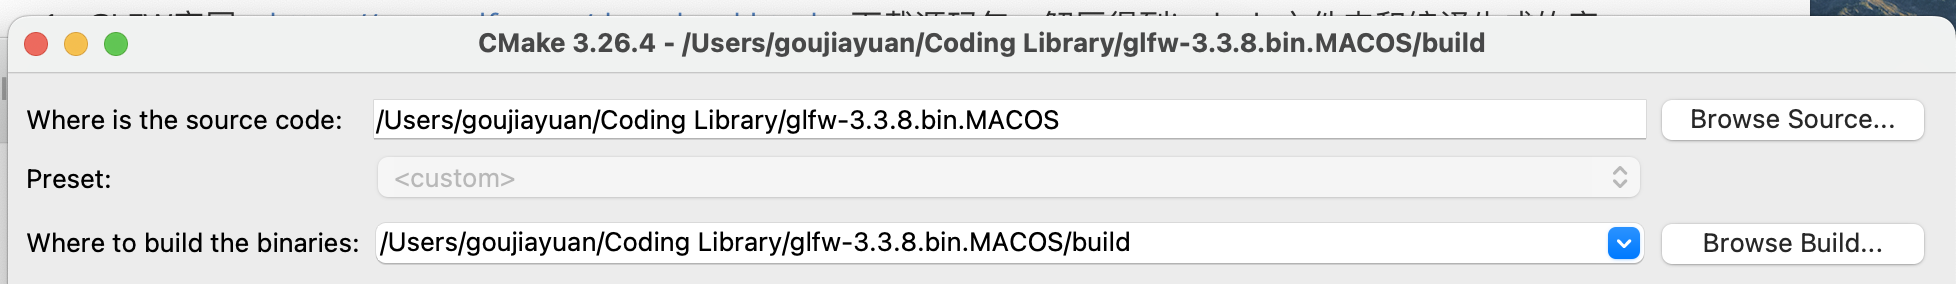 CMake 3.26.4 - /Users/goujiayuan/Coding Library/glfw-3.3.8.bin.MACOS/build
Where is the source code: /Users/goujiayuan/Coding Library/glfw-3.3.8.bin.MACOS Browse Source...
Preset: <custom>
Where to build the binaries: /Users/goujiayuan/Coding Library/glfw-3.3.8.bin.MACOS/build Browse Build...